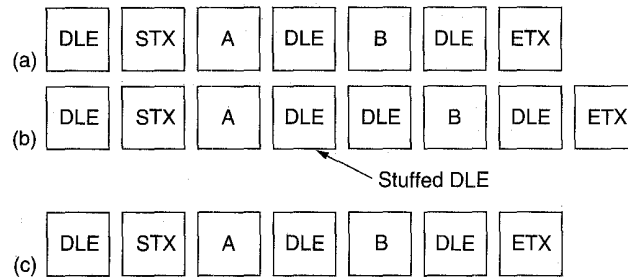 (a) DLE STX A DLE B DLE ETX
(b) DLE STX A DLE DLE B DLE ETX
Stuffed DLE
(c) DLE STX A DLE B DLE ETX